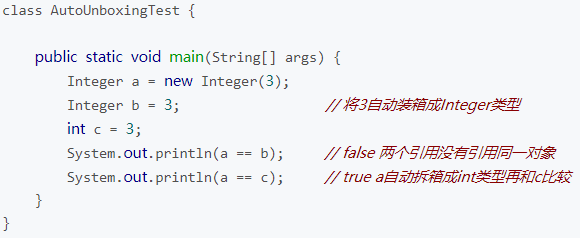 class AutoUnboxingTest {
public static void main(String[] args) {
Integer a = new Integer(3);
Integer b = 3; // 将3自动装箱成Integer类型
int c = 3;
System.out.println(a == b); // false 两个引用没有引用同一对象
System.out.println(a == c); // true a自动拆箱成int类型再和c比较
}
}